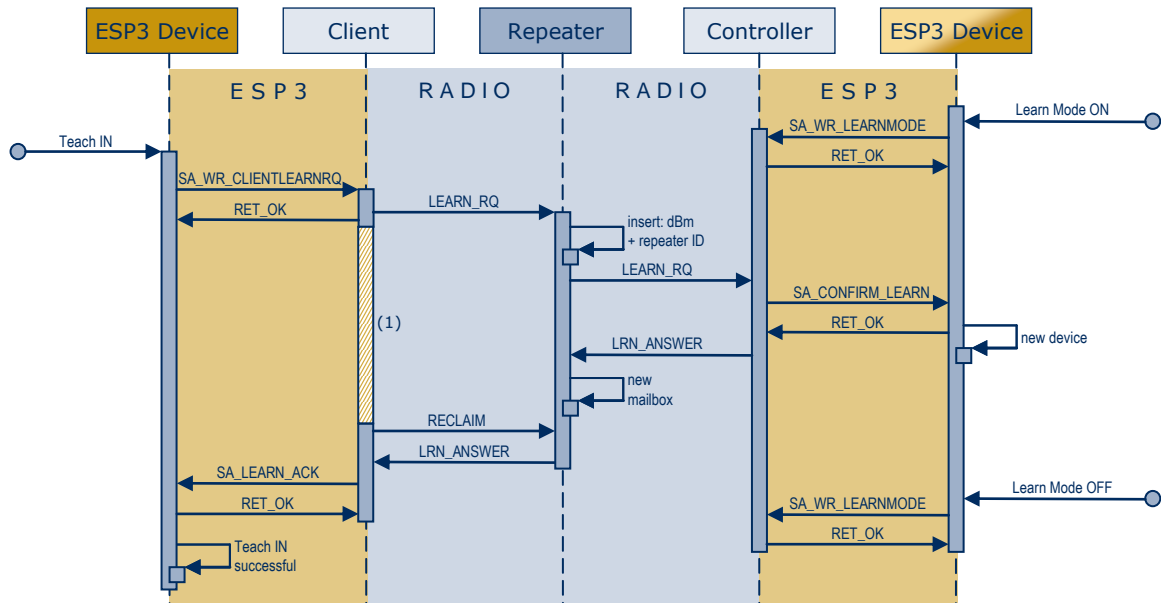 ESP3 Device
Client
Repeater
Controller
ESP3 Device
ESP3
RADIO
RADIO
ESP3
Learn Mode ON
SA_WR_LEARNMODE
Teach IN
RET_OK
SA_WR_CLIENTLEARNRQ
LEARN_RQ
RET_OK
insert: dBm
+ repeater ID
LEARN_RQ
SA_CONFIRM_LEARN
(1)
RET_OK
new device
LRN_ANSWER
new
mailbox
RECLAIM
LRN_ANSWER
SA_LEARN_ACK
Learn Mode OFF
RET_OK
SA_WR_LEARNMODE
RET_OK
Teach IN
successful